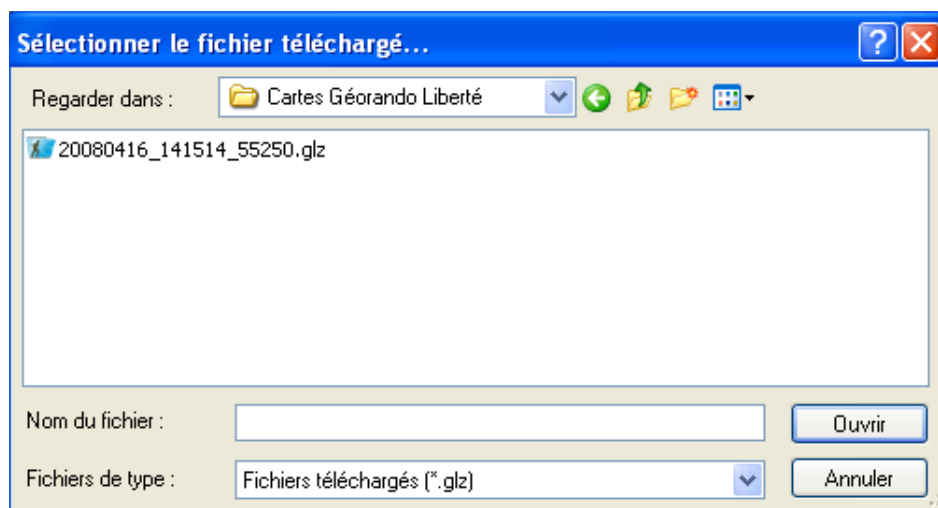 Sélectionner le fichier téléchargé...
Regarder dans :
Cartes Géorando Liberté
20080416_141514_55250.glz
Nom du fichier :
Ouvrir
Fichiers de type :
Fichiers téléchargés (*.glz)
Annuler